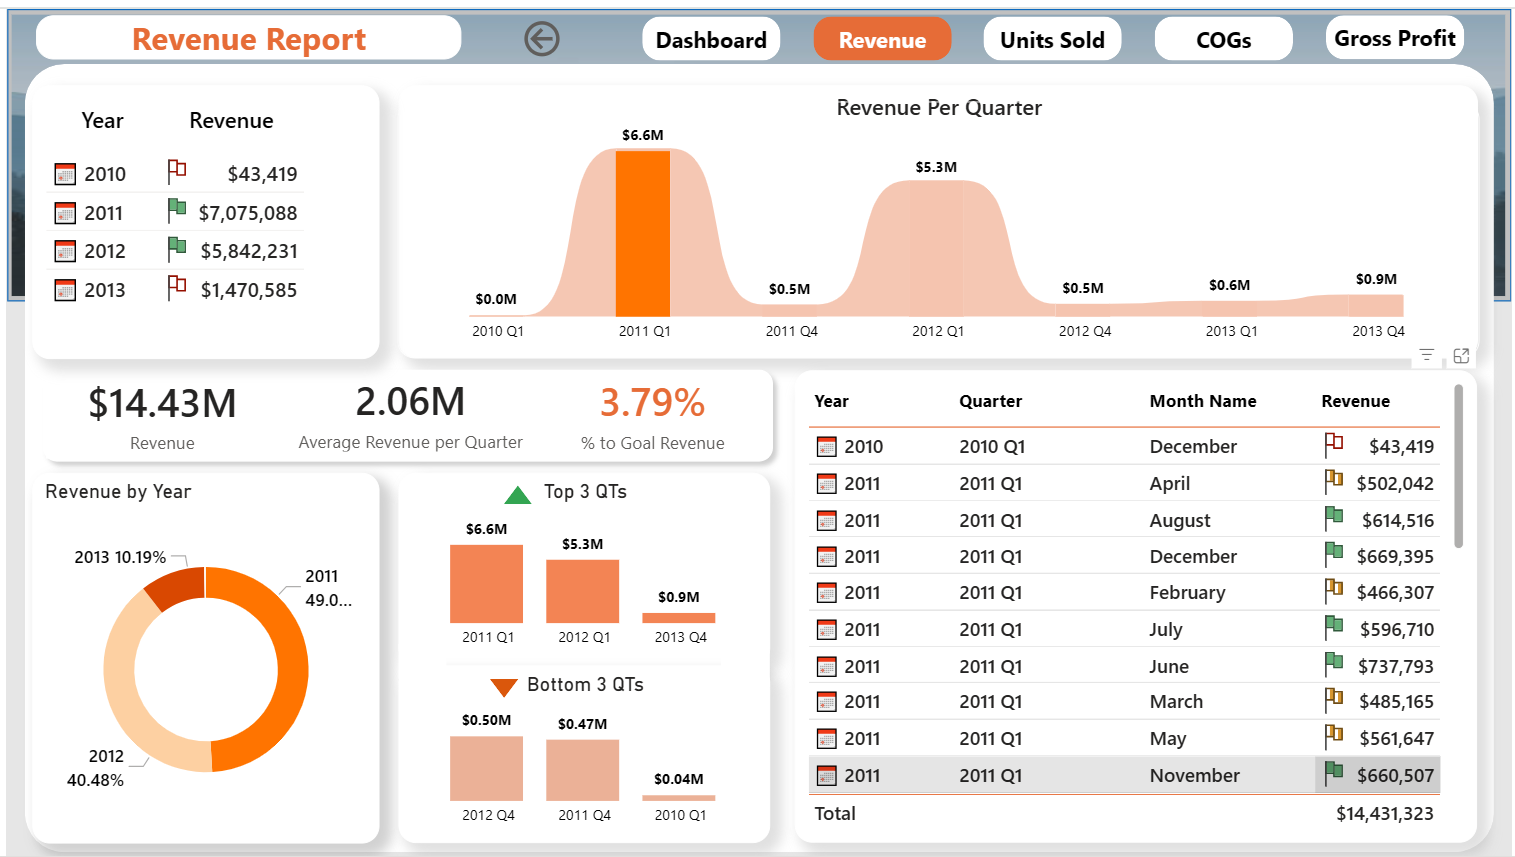 Revenue Report
Dashboard
Revenue
Units Sold
COGs
Gross Profit
Year Revenue
2010 $43,419
2011 $7,075,088
2012 $5,842,231
2013 $1,470,585
Revenue Per Quarter
$0.0M $6.6M $0.5M $5.3M $0.5M $0.6M $0.9M
2010 Q1 2011 Q1 2011 Q4 2012 Q1 2012 Q4 2013 Q1 2013 Q4
$14.43M
Revenue
2.06M
Average Revenue per Quarter
3.79%
% to Goal Revenue
Revenue by Year
2013 10.19%
2011
49.0...
2012
40.48%
Top 3 QTs
$6.6M $5.3M $0.9M
2011 Q1 2012 Q1 2013 Q4
Bottom 3 QTs
$0.50M $0.47M $0.04M
2012 Q4 2011 Q4 2010 Q1
Year Quarter Month Name Revenue
2010 2010 Q1 December $43,419
2011 2011 Q1 April $502,042
2011 2011 Q1 August $614,516
2011 2011 Q1 December $669,395
2011 2011 Q1 February $466,307
2011 2011 Q1 July $596,710
2011 2011 Q1 June $737,793
2011 2011 Q1 March $485,165
2011 2011 Q1 May $561,647
2011 2011 Q1 November $660,507
Total $14,431,323